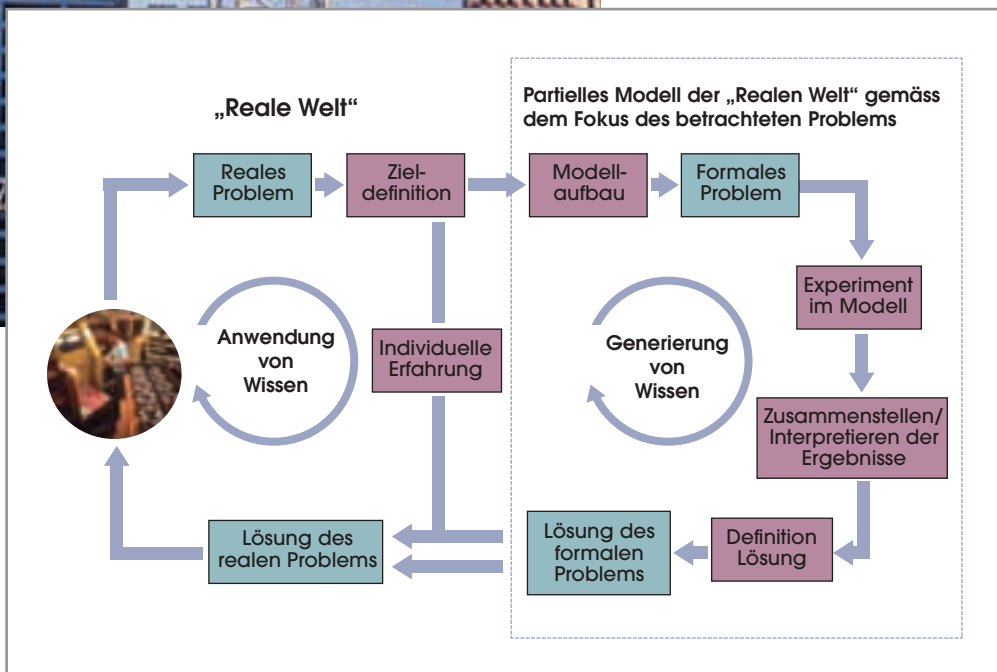 „Reale Welt“
Partielles Modell der „Realen Welt“ gemäss
dem Fokus des betrachteten Problems
Reales
Problem
Ziel-
definition
Modell-
aufbau
Formales
Problem
Experiment
im Modell
Anwendung
von
Wissen
Individuelle
Erfahrung
Generierung
von
Wissen
Zusammenstellen/
Interpretieren der
Ergebnisse
Lösung des
realen Problems
Lösung des
formalen
Problems
Definition
Lösung